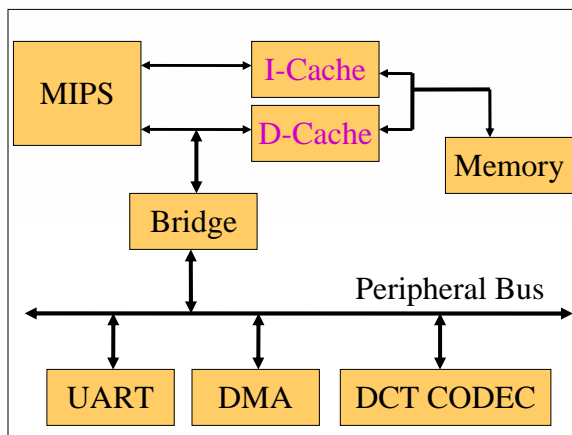 I-Cache
MIPS
D-Cache
Memory
Bridge
Peripheral Bus
UART
DMA
DCT CODEC